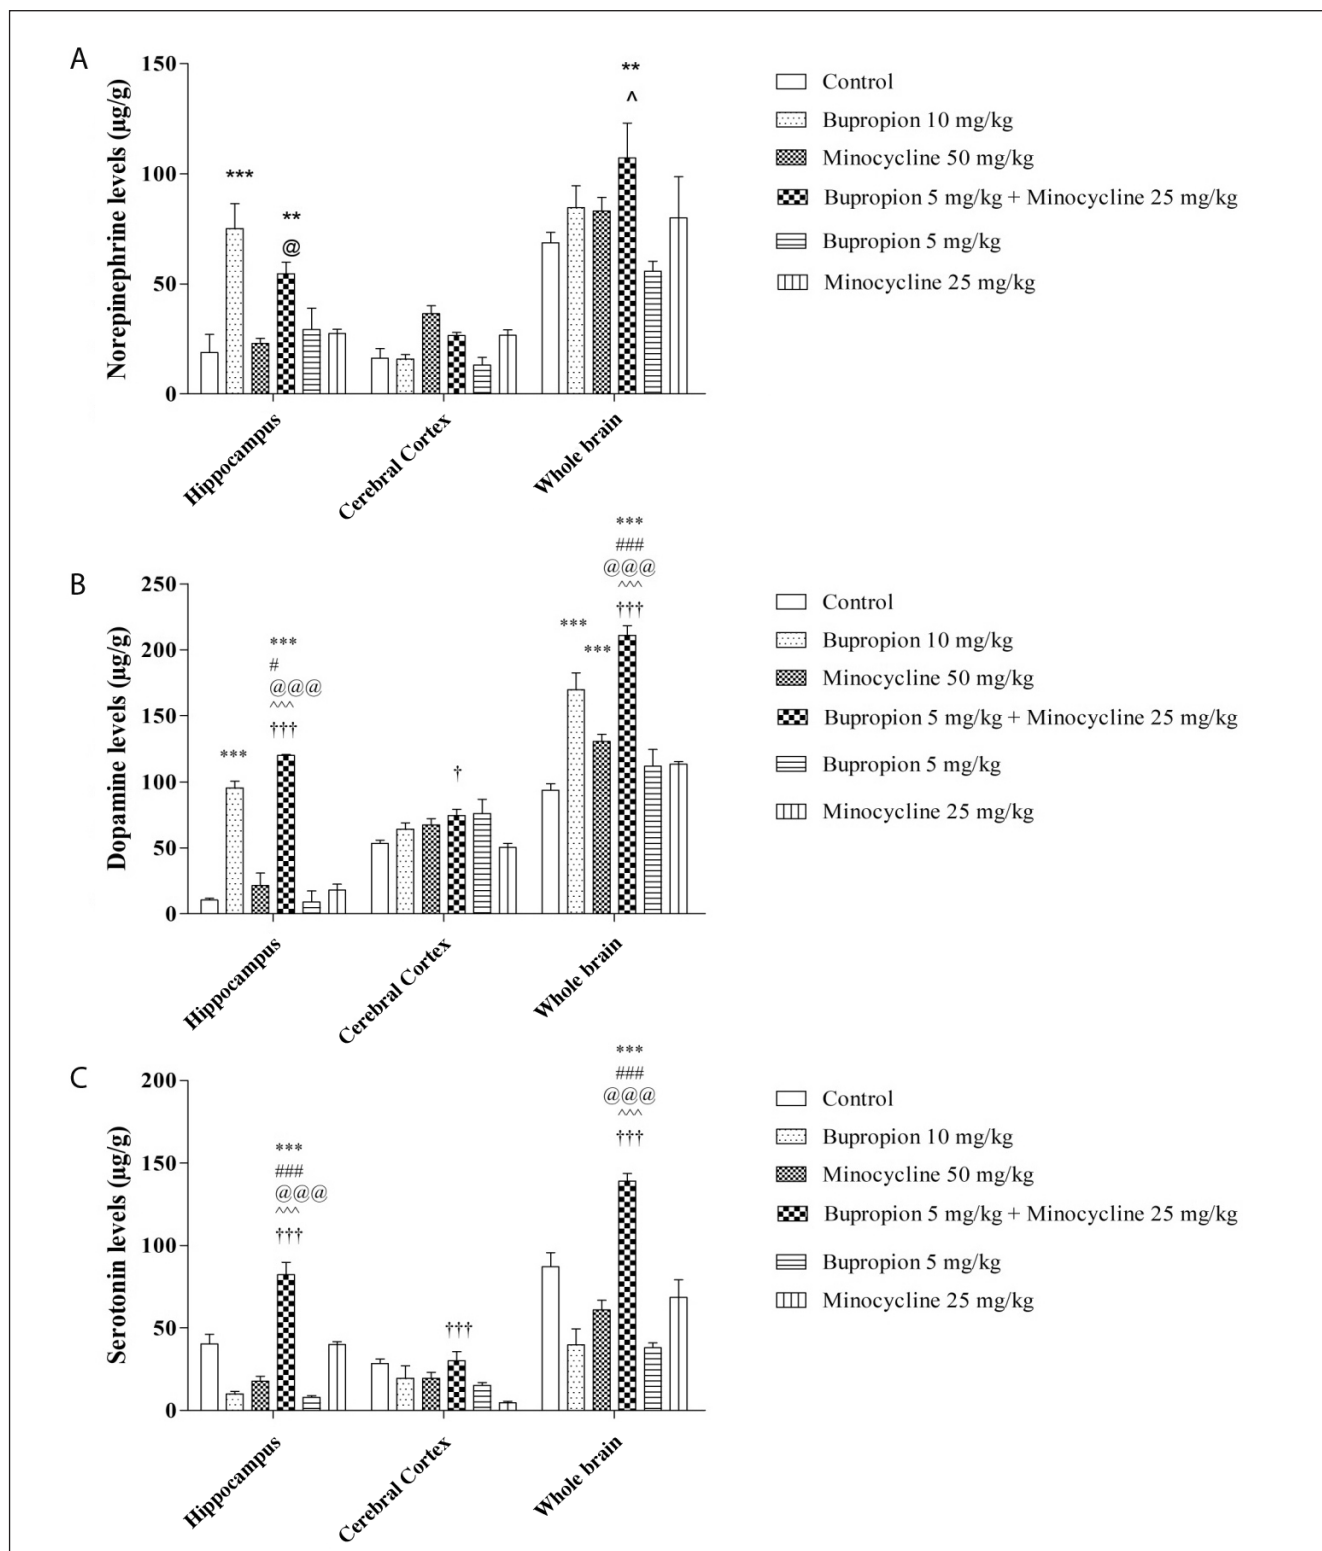 A
Norepinephrine levels (µg/g)
150
100
50
0
***
**
@
**
^
Hippocampus
Cerebral Cortex
Whole brain
Control
Bupropion 10 mg/kg
Minocycline 50 mg/kg
Bupropion 5 mg/kg + Minocycline 25 mg/kg
Bupropion 5 mg/kg
Minocycline 25 mg/kg
B
Dopamine levels (µg/g)
250
200
150
100
50
0
***
***
#
@@@
^^^
†††
†
***
***
***
###
@@@
^^^
†††
Hippocampus
Cerebral Cortex
Whole brain
Control
Bupropion 10 mg/kg
Minocycline 50 mg/kg
Bupropion 5 mg/kg + Minocycline 25 mg/kg
Bupropion 5 mg/kg
Minocycline 25 mg/kg
C
Serotonin levels (µg/g)
200
150
100
50
0
***
###
@@@
^^^
†††
†††
***
###
@@@
^^^
†††
Hippocampus
Cerebral Cortex
Whole brain
Control
Bupropion 10 mg/kg
Minocycline 50 mg/kg
Bupropion 5 mg/kg + Minocycline 25 mg/kg
Bupropion 5 mg/kg
Minocycline 25 mg/kg